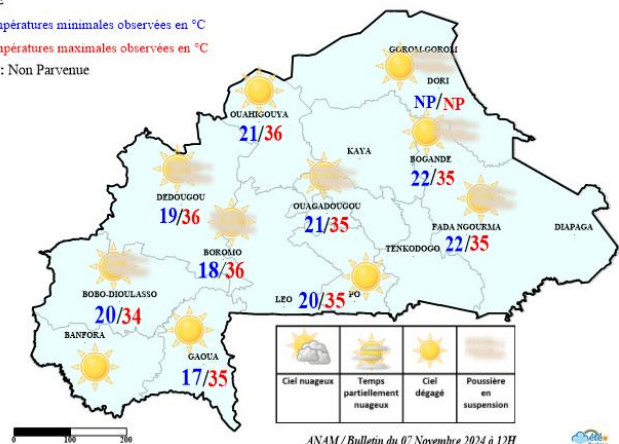 mpératures minimales observées en °C
mpératures maximales observées en °C
: Non Parvenue
GOROM-GOROM
DORI
NP/NP
OUAHIGOUYA
21/36
KAYA
BOGANDE
22/35
DEDOUGOU
19/36
OUAGADOUGOU
21/35
FADA NGOURMA
22/35
DIAPAGA
BOROMO
18/36
TENKODOGO
BOBO-DIOULASSO
20/34
LEO
20/35
PO
BANFORA
GAOUA
17/35
Ciel nuageux
Temps partiellement nuageux
Ciel dégagé
Poussière en suspension
0 100 200
ANAM / Bulletin du 07 Novembre 2024 à 12H